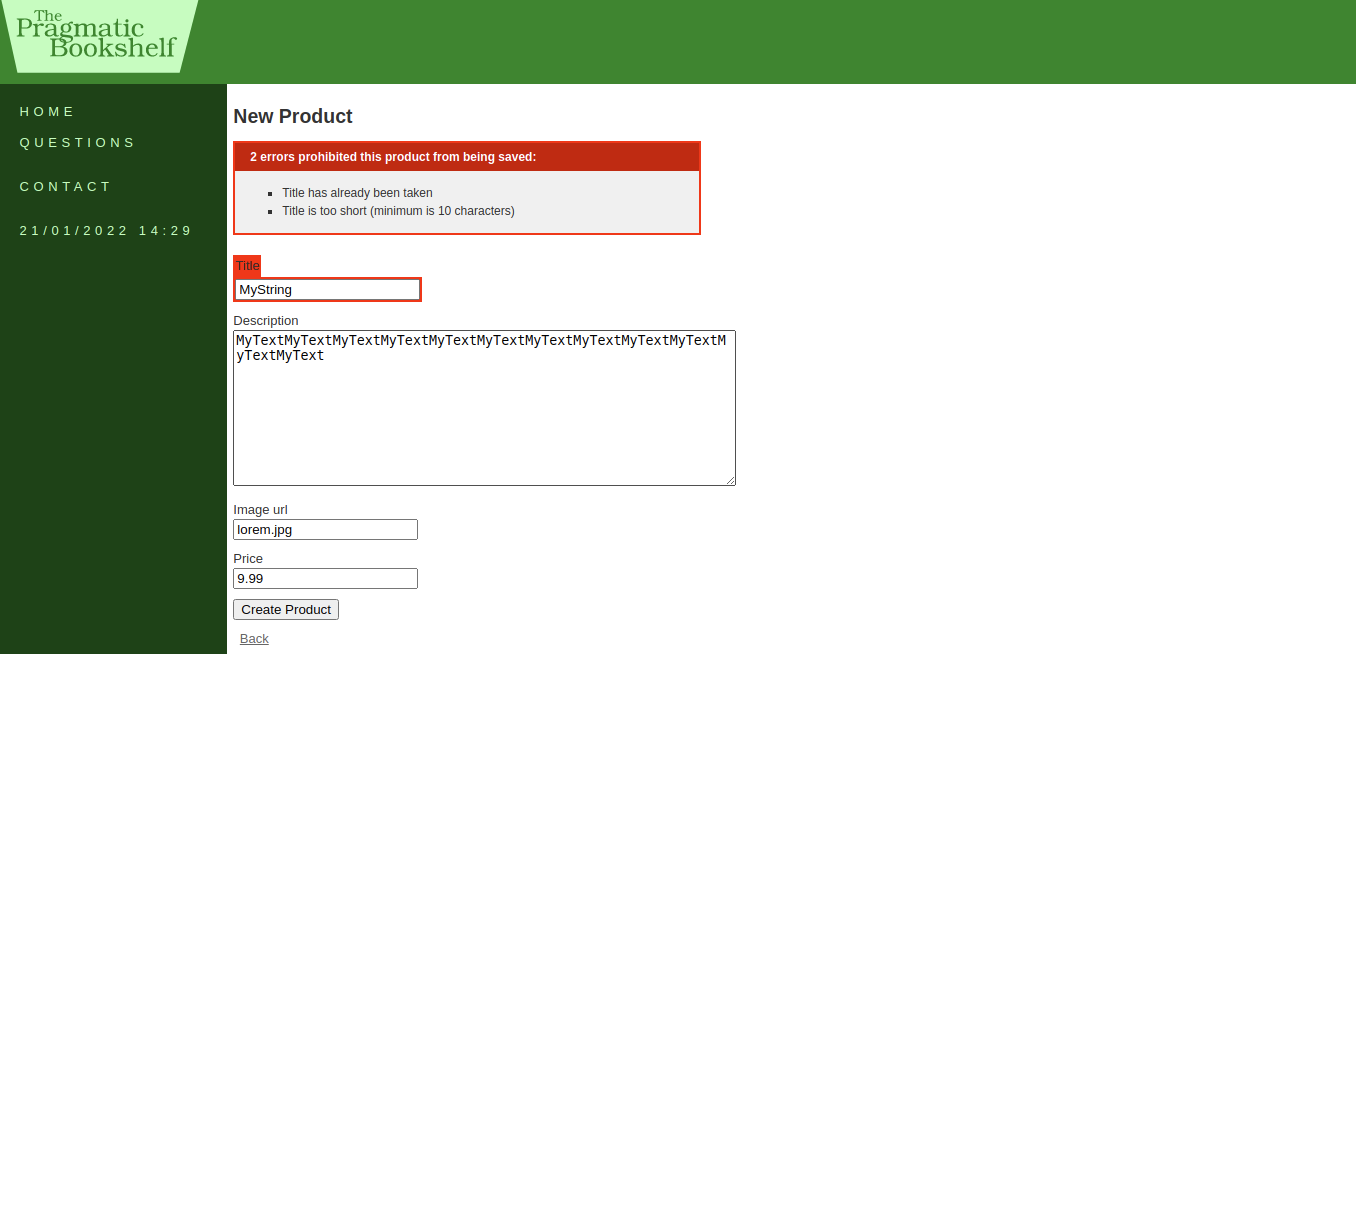 The
Pragmatic
Bookshelf
HOME
QUESTIONS
CONTACT
21/01/2022 14:29
New Product
2 errors prohibited this product from being saved:
Title has already been taken
Title is too short (minimum is 10 characters)
Title
MyString
Description
MyTextMyTextMyTextMyTextMyTextMyTextMyTextMyTextMyTextMyTextM
yTextMyText
Image url
lorem.jpg
Price
9.99
Create Product
Back